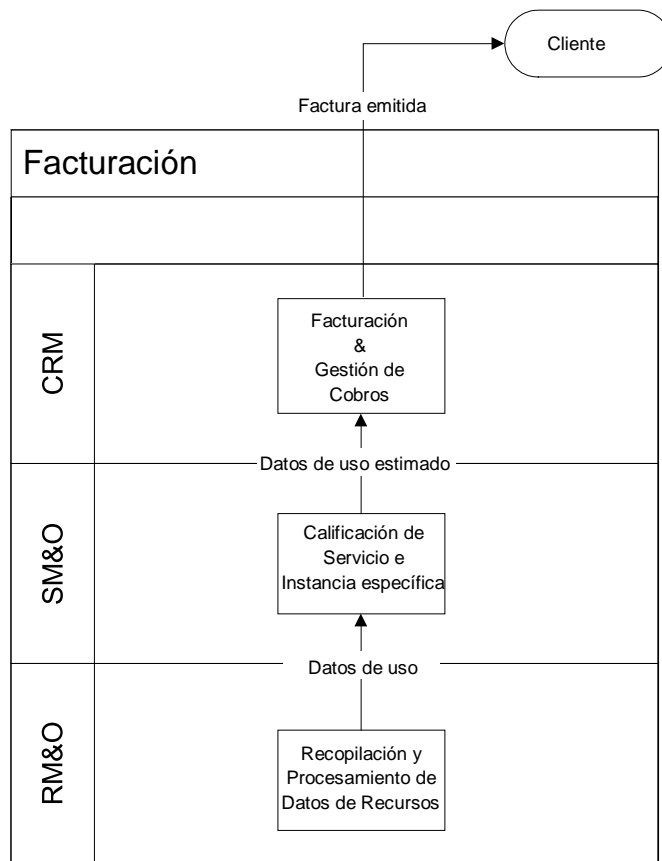 Cliente
Factura emitida
Facturación
CRM
Facturación
&
Gestión de
Cobros
Datos de uso estimado
SM&O
Calificación de
Servicio e
Instancia específica
Datos de uso
RM&O
Recopilación y
Procesamiento de
Datos de Recursos